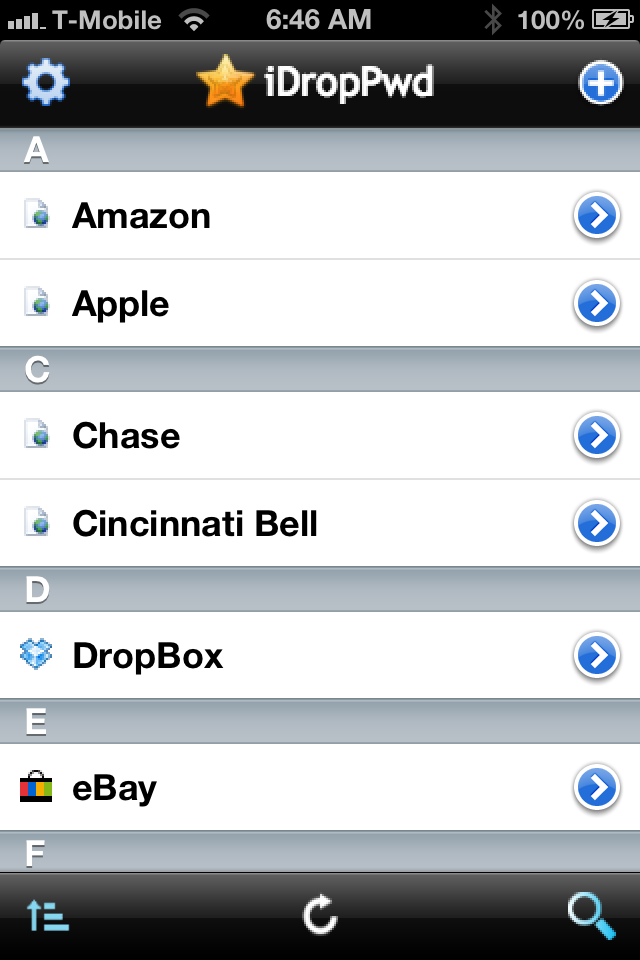 T-Mobile 6:46 AM 100%
iDropPwd
A
Amazon
Apple
C
Chase
Cincinnati Bell
D
DropBox
E
eBay
F